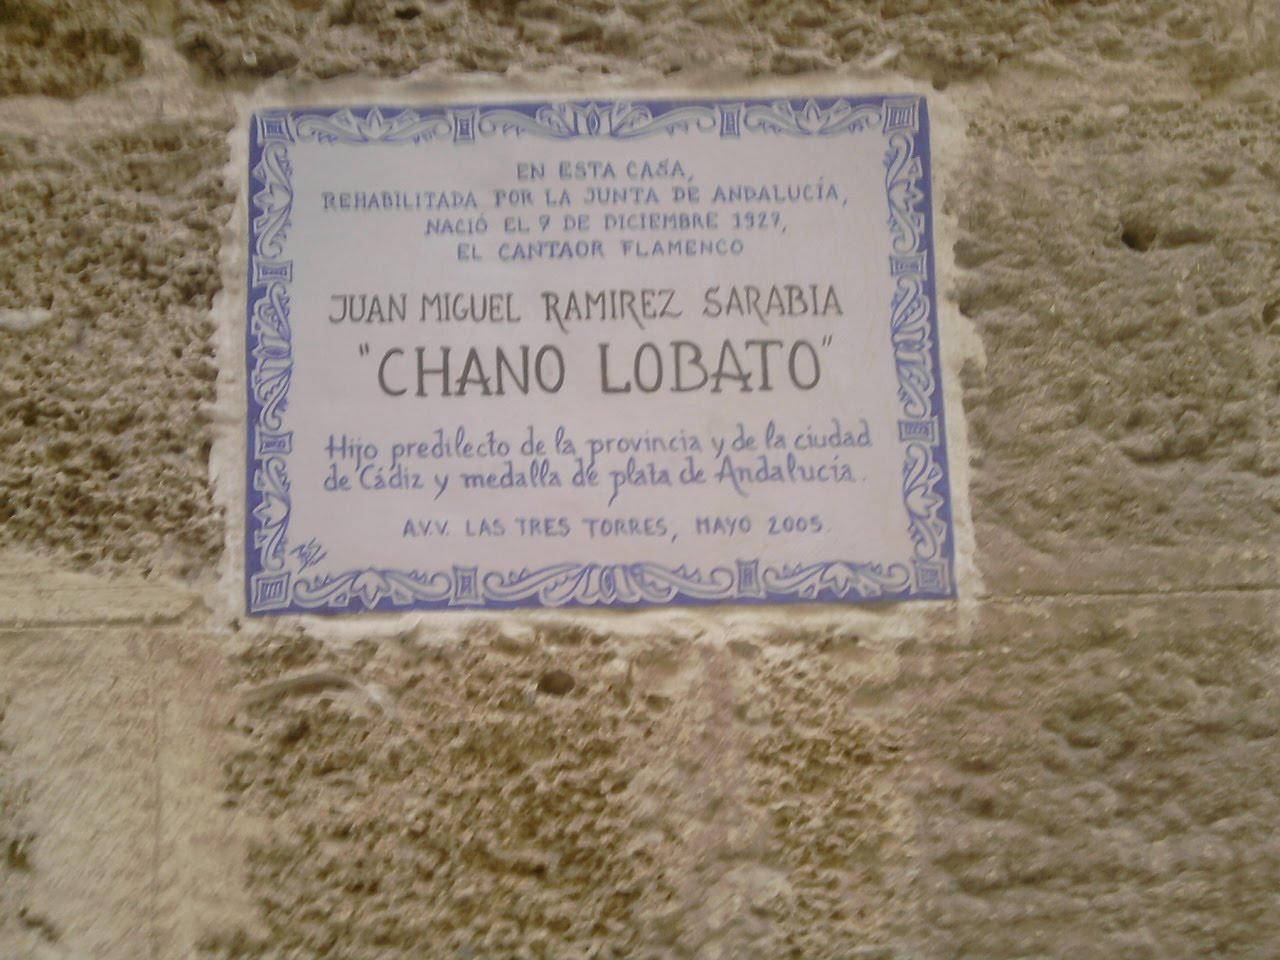 EN ESTA CASA,
REHABILITADA POR LA JUNTA DE ANDALUCÍA,
NACIÓ EL 7 DE DICIEMBRE 1927,
EL CANTAOR FLAMENCO
JUAN MIGUEL RAMIREZ SARABIA
"CHANO LOBATO"
Hijo predilecto de la provincia y de la ciudad
de Cádiz y medalla de plata de Andalucía.
A.V.V. LAS TRES TORRES, MAYO 2005.